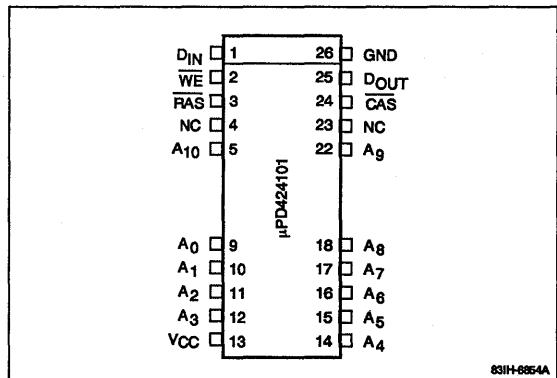 DIN 1 26 GND
WE 2 25 DOUT
RAS 3 24 CAS
NC 4 23 NC
A10 5 22 A9
μPD424101
A0 9 18 A8
A1 10 17 A7
A2 11 16 A6
A3 12 15 A5
VCC 13 14 A4
83IH-6854A